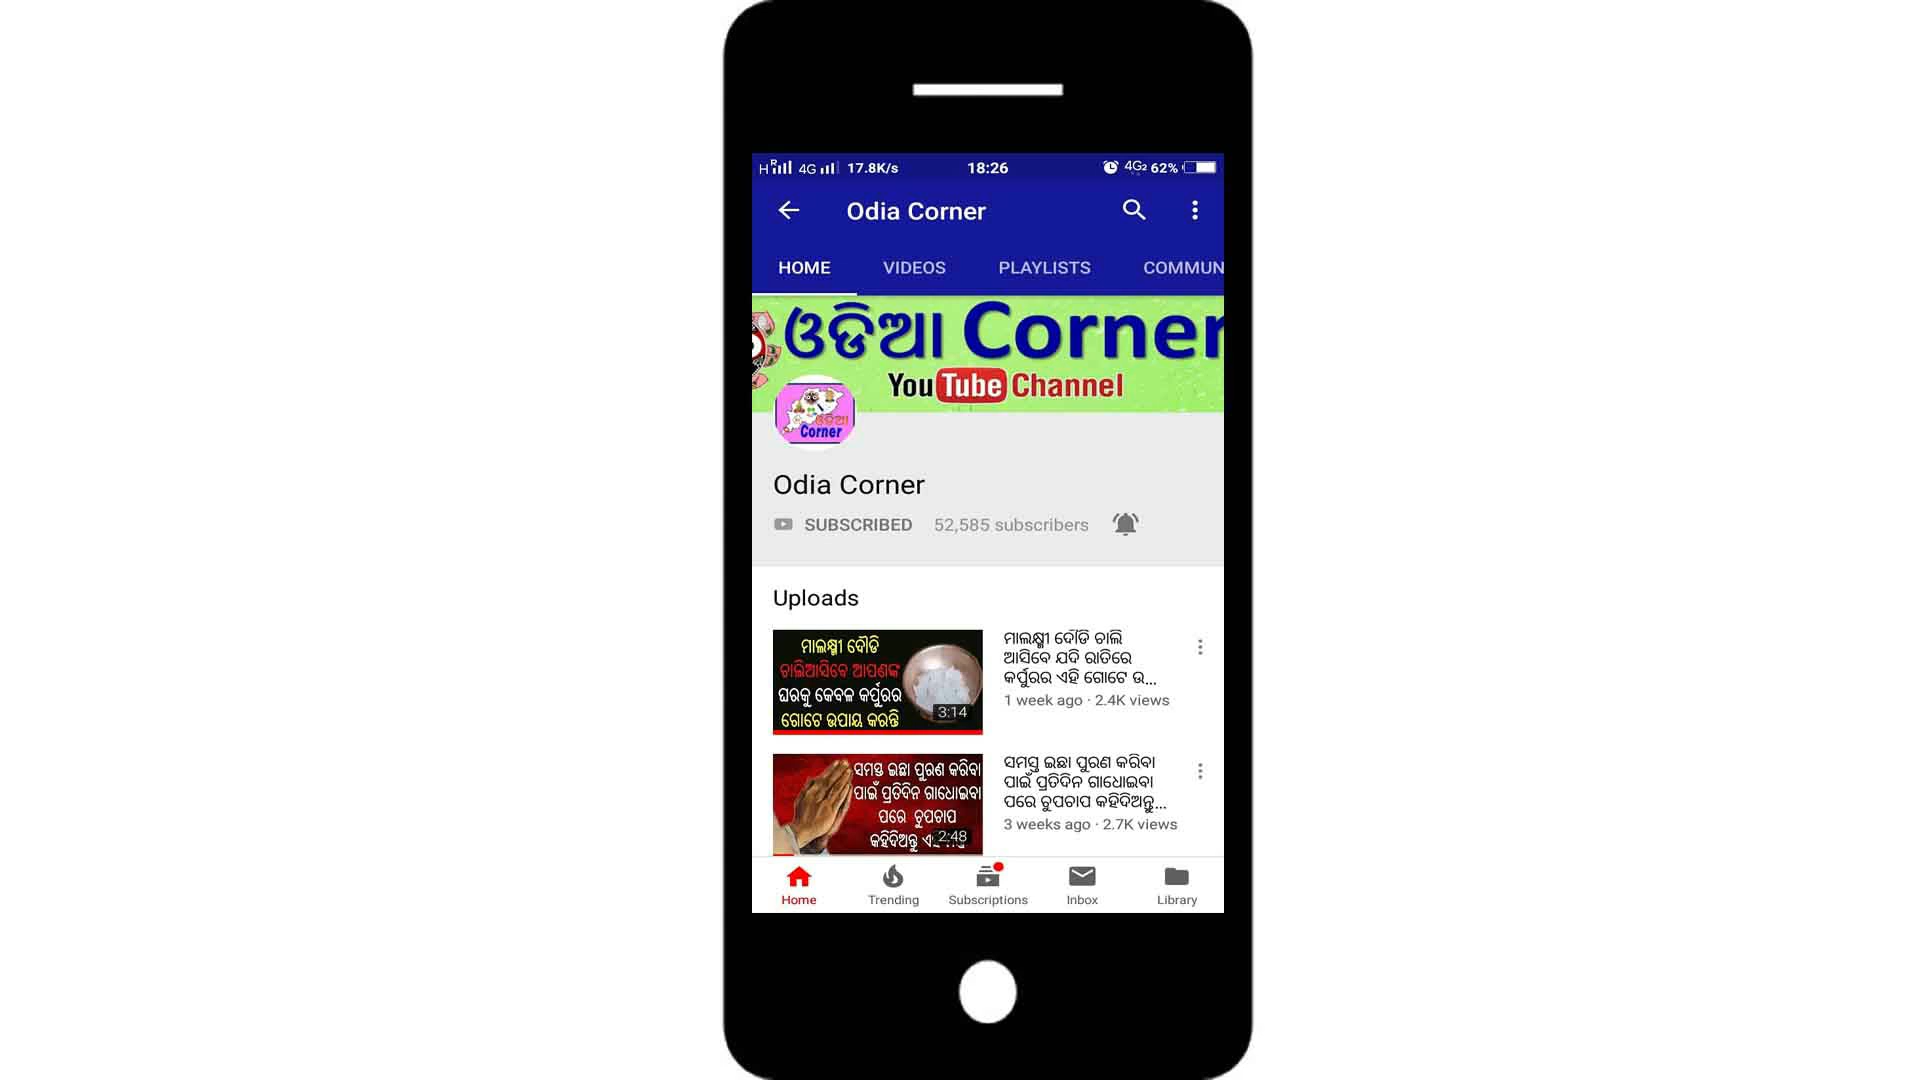 H R 4G 17.8K/s 18:26 4G2 62%
Odia Corner
HOME VIDEOS PLAYLISTS COMMUN
ଓଡିଆ Corner
YouTube Channel
ଓଡିଆ
Corner
Odia Corner
SUBSCRIBED 52,585 subscribers
Uploads
ମାଲକ୍ଷ୍ମୀ ଦୌଡି
ଚାଲିଆସିବେ ଆପଣଙ୍କ
ଘରକୁ କେବଳ କର୍ପୁରର
ଗୋଟେ ଉପାୟ କରନ୍ତି
3:14
ମାଲକ୍ଷ୍ମୀ ଦୌଡି ଚାଲି
ଆସିବେ ଯଦି ରାତିରେ
କର୍ପୁରର ଏହି ଗୋଟେ ଉ...
1 week ago · 2.4K views
ସମସ୍ତ ଇଛା ପୁରଣ କରିବା
ପାଇଁ ପ୍ରତିଦିନ ଗାଧୋଇବା
ପରେ ଚୁପଚାପ
କହିଦିଅନ୍ତୁ
2:48
ସମସ୍ତ ଇଛା ପୁରଣ କରିବା
ପାଇଁ ପ୍ରତିଦିନ ଗାଧୋଇବା
ପରେ ଚୁପଚାପ କହିଦିଅନ୍ତୁ...
3 weeks ago · 2.7K views
Home Trending Subscriptions Inbox Library